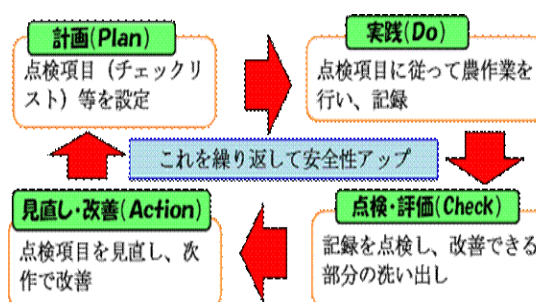 計画(Plan)
点検項目（チェックリ
スト）等を設定
実践(Do)
点検項目に従って農作業を
行い、記録
これを繰り返して安全性アップ
見直し・改善(Action)
点検項目を見直し、次
作で改善
点検・評価(Check)
記録を点検し、改善できる
部分の洗い出し